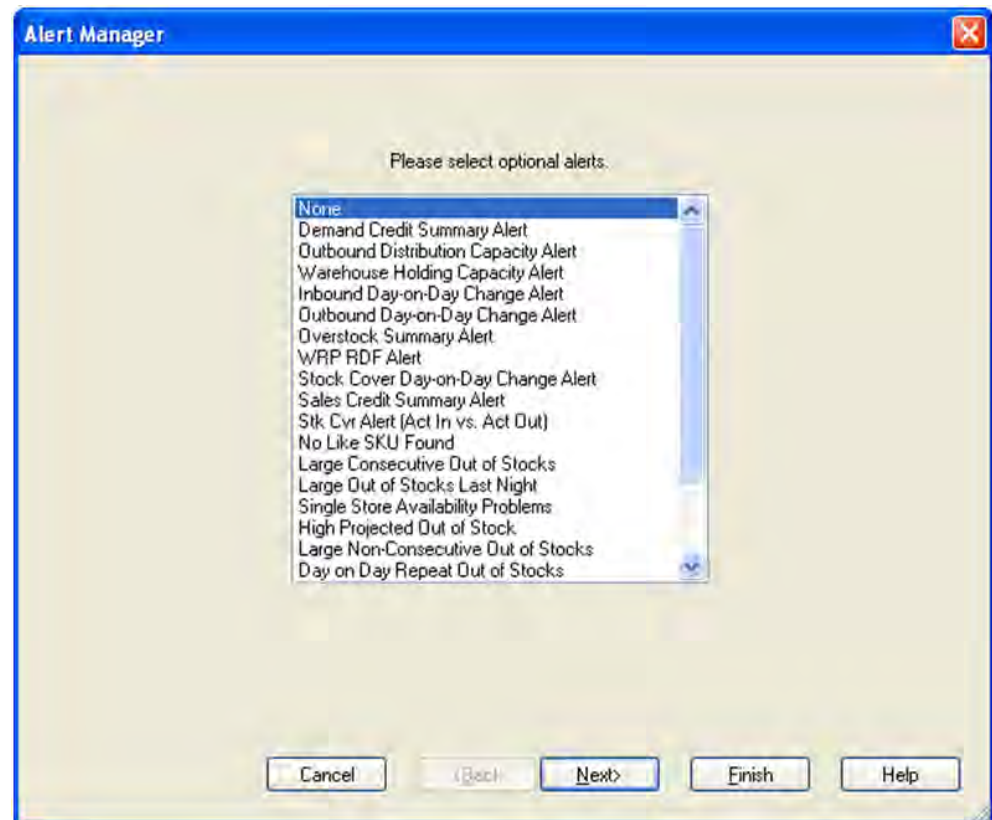 Alert Manager
Please select optional alerts.
None
Demand Credit Summary Alert
Outbound Distribution Capacity Alert
Warehouse Holding Capacity Alert
Inbound Day-on-Day Change Alert
Outbound Day-on-Day Change Alert
Overstock Summary Alert
WRP RDF Alert
Stock Cover Day-on-Day Change Alert
Sales Credit Summary Alert
Stk Cvr Alert (Act In vs. Act Out)
No Like SKU Found
Large Consecutive Out of Stocks
Large Out of Stocks Last Night
Single Store Availability Problems
High Projected Out of Stock
Large Non-Consecutive Out of Stocks
Day on Day Repeat Out of Stocks
Cancel <Back Next> Finish Help